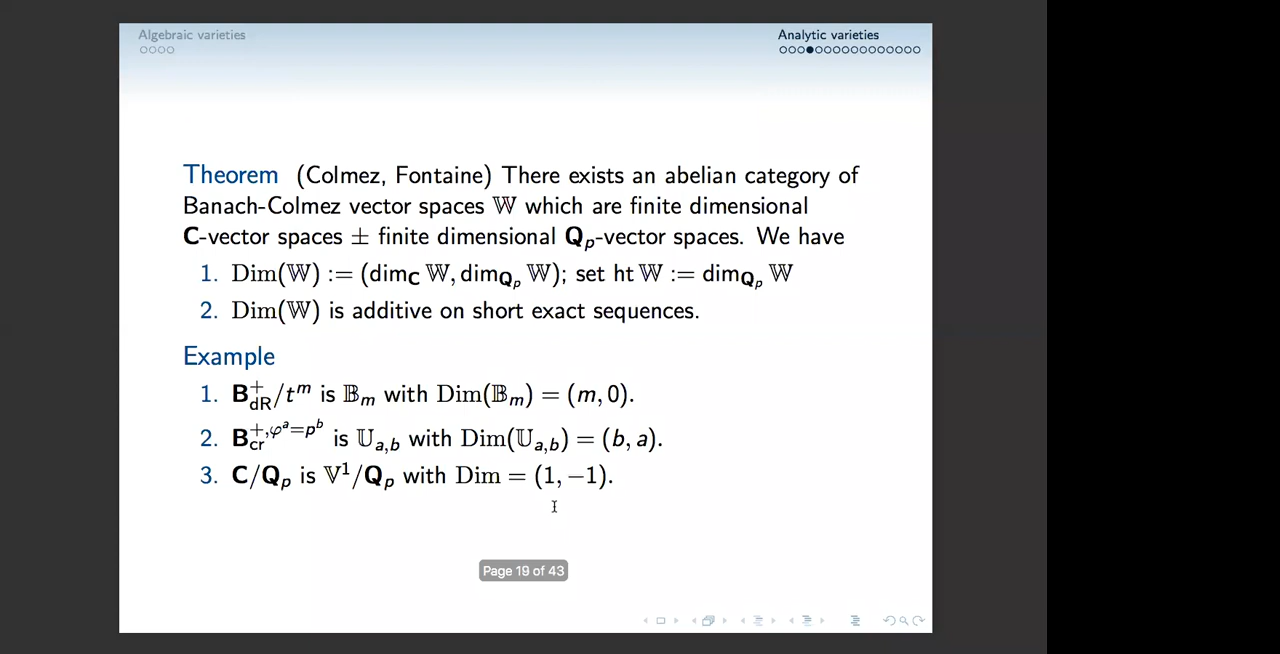 Algebraic varieties
Analytic varieties
Theorem (Colmez, Fontaine) There exists an abelian category of
Banach-Colmez vector spaces 𝕎 which are finite dimensional
C-vector spaces ± finite dimensional Q_p-vector spaces. We have
1. Dim(𝕎) := (dim_C 𝕎, dim_{Q_p} 𝕎); set ht 𝕎 := dim_{Q_p} 𝕎
2. Dim(𝕎) is additive on short exact sequences.
Example
1. B^+_{dR}/t^m is 𝔹_m with Dim(𝔹_m) = (m, 0).
2. B^{+,φ^a=p^b}_{cr} is 𝕌_{a,b} with Dim(𝕌_{a,b}) = (b, a).
3. C/Q_p is 𝕍^1/Q_p with Dim = (1, −1).
Page 19 of 43